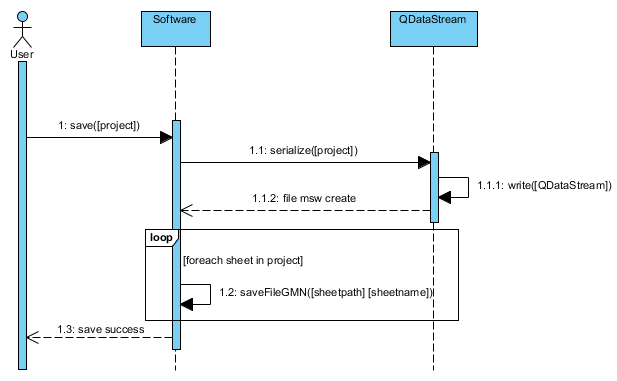 Software
QDataStream
User
1: save([project])
1.1: serialize([project])
1.1.1: write([QDataStream])
1.1.2: file msw create
loop
[foreach sheet in project]
1.2: saveFileGMN([sheetpath] [sheetname])
1.3: save success